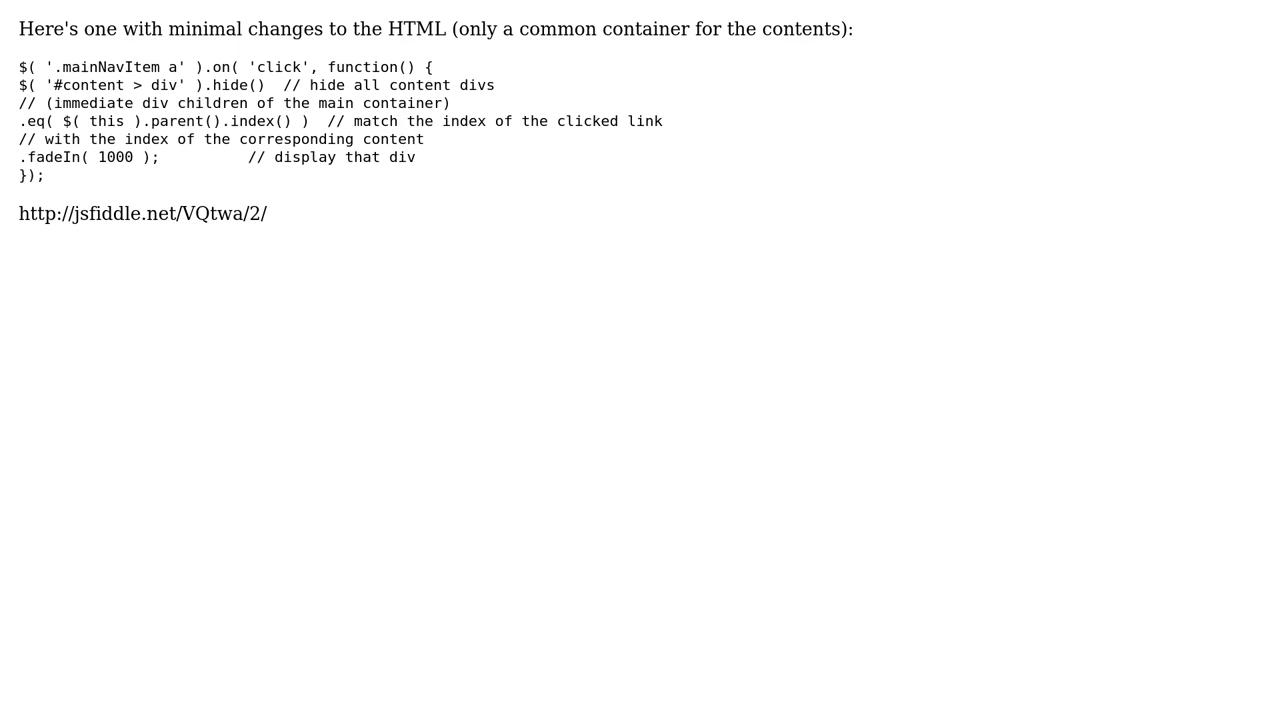 Here's one with minimal changes to the HTML (only a common container for the contents):
$( '.mainNavItem a' ).on( 'click', function() {
$( '#content > div' ).hide()  // hide all content divs
// (immediate div children of the main container)
.eq( $( this ).parent().index() )  // match the index of the clicked link
// with the index of the corresponding content
.fadeIn( 1000 );          // display that div
});
http://jsfiddle.net/VQtwa/2/